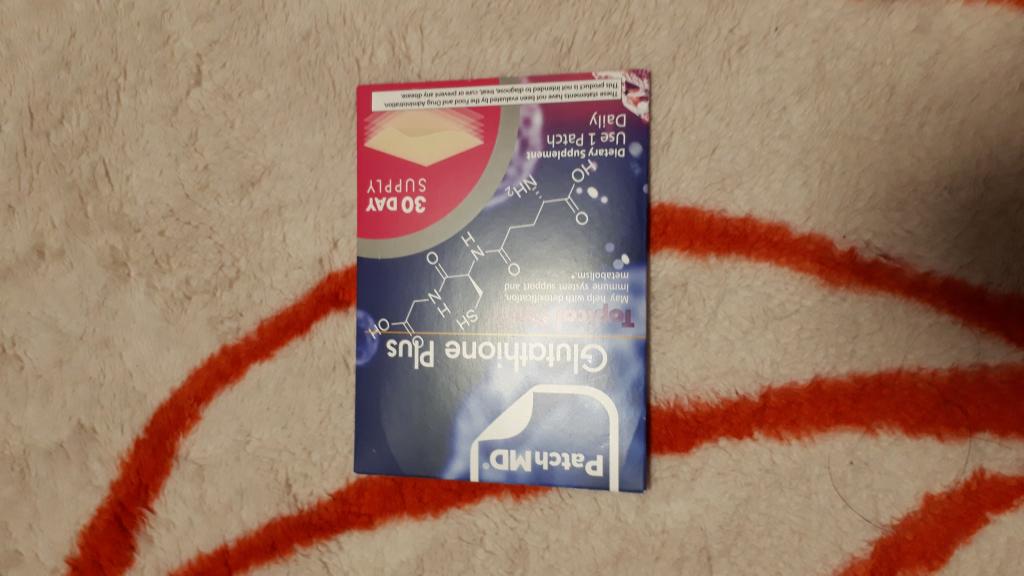 PatchMD®
Glutathione Plus
Topical Patch
May help with detoxification,
immune system support and
metabolism.*
SH
OH
O
N
H
O
N
H
O
O
NH2
HO
30 DAY
SUPPLY
Dietary Supplement
Use 1 Patch
Daily
These statements have not been evaluated by the Food and Drug Administration.
This product is not intended to diagnose, treat, cure or prevent any disease.